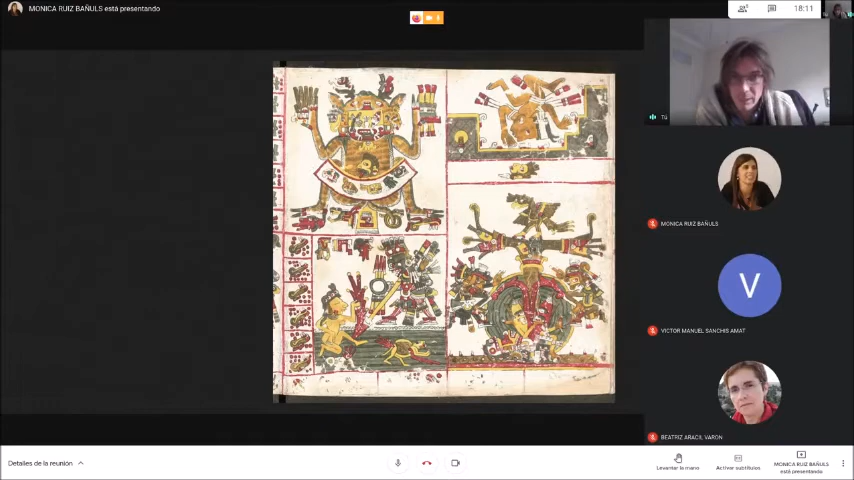 MONICA RUIZ BAÑULS está presentando
18:11
Tú
MONICA RUIZ BAÑULS
V
VICTOR MANUEL SANCHIS AMAT
BEATRIZ ARACIL VARON
Detalles de la reunión
Levantar la mano
Activar subtítulos
MONICA RUIZ BAÑULS
está presentando